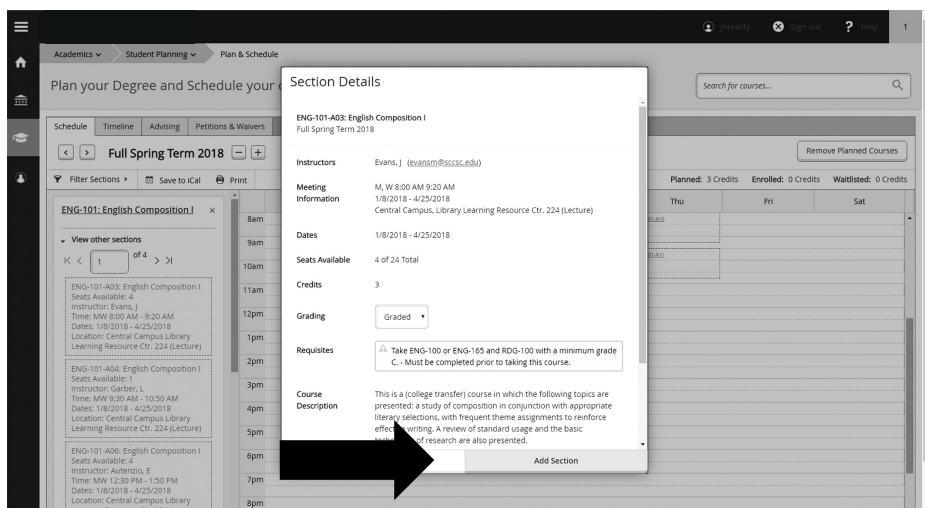 jnreality
Sign out
? Help
1
Academics
Student Planning
Plan & Schedule
Plan your Degree and Schedule your
Search for courses...
Schedule
Timeline
Advising
Petitions & Waivers
Full Spring Term 2018
Remove Planned Courses
Filter Sections
Save to iCal
Print
Planned: 3 Credits
Enrolled: 0 Credits
Waitlisted: 0 Credits
Thu
Fri
Sat
ENG-101: English Composition I
×
View other sections
1
of 4
ENG-101-A03: English Composition I
Seats Available: 4
Instructor: Evans, J
Time: MW 8:00 AM - 9:20 AM
Dates: 1/8/2018 - 4/25/2018
Location: Central Campus Library
Learning Resource Ctr. 224 (Lecture)
ENG-101-A04: English Composition I
Seats Available: 1
Instructor: Garber, L
Time: MW 9:30 AM - 10:50 AM
Dates: 1/8/2018 - 4/25/2018
Location: Central Campus Library
Learning Resource Ctr. 224 (Lecture)
ENG-101-A06: English Composition I
Seats Available: 4
Instructor: Autenzio, E
Time: MW 12:30 PM - 1:50 PM
Dates: 1/8/2018 - 4/25/2018
Location: Central Campus Library
8am
9am
10am
11am
12pm
1pm
2pm
3pm
4pm
5pm
6pm
7pm
8pm
Section Details
ENG-101-A03: English Composition I
Full Spring Term 2018
Instructors
Evans, J (evansm@sccsc.edu)
Meeting
Information
M, W 8:00 AM 9:20 AM
1/8/2018 - 4/25/2018
Central Campus, Library Learning Resource Ctr. 224 (Lecture)
Dates
1/8/2018 - 4/25/2018
Seats Available
4 of 24 Total
Credits
3
Grading
Graded
Requisites
Take ENG-100 or ENG-165 and RDG-100 with a minimum grade
C. - Must be completed prior to taking this course.
Course
Description
This is a (college transfer) course in which the following topics are
presented: a study of composition in conjunction with appropriate
literary selections, with frequent theme assignments to reinforce
writing. A review of standard usage and the basic
of research are also presented.
Add Section